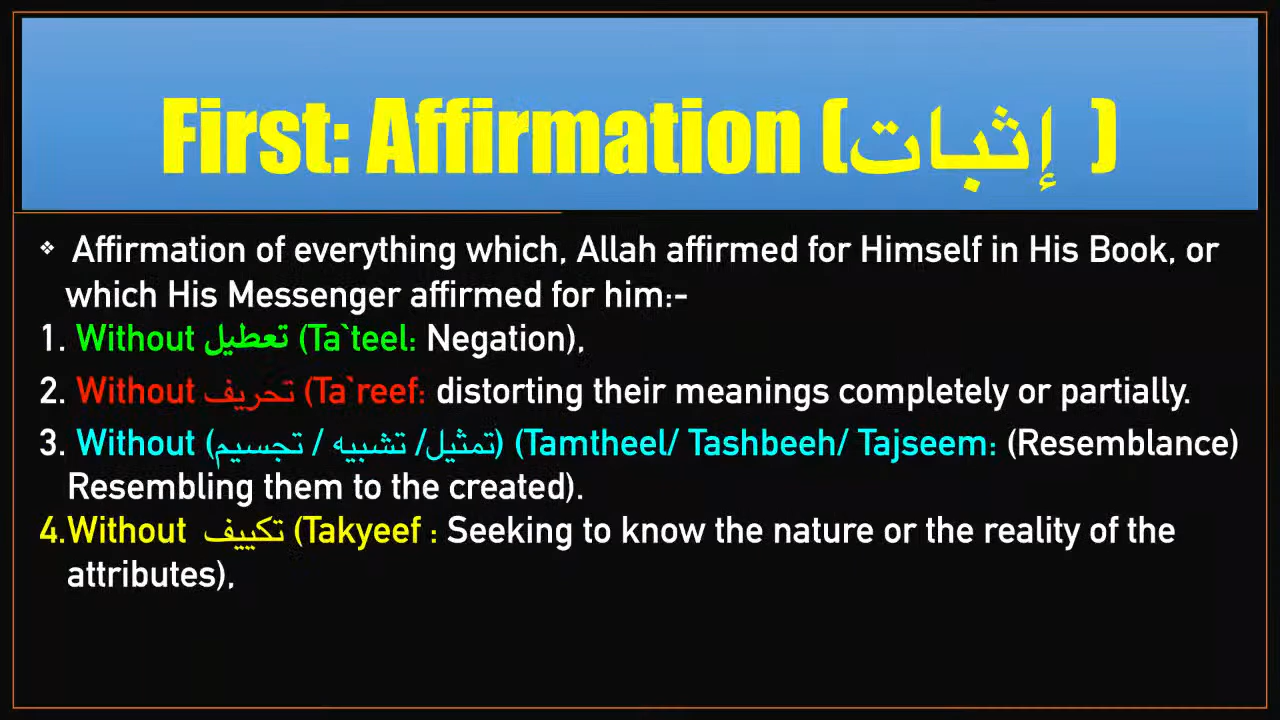 First: Affirmation (إثبات )
❖ Affirmation of everything which, Allah affirmed for Himself in His Book, or
which His Messenger affirmed for him:-
1. Without تعطيل (Ta`teel: Negation),
2. Without تحريف (Ta`reef: distorting their meanings completely or partially.
3. Without (تمثيل/ تشبيه / تجسيم) (Tamtheel/ Tashbeeh/ Tajseem: (Resemblance)
Resembling them to the created).
4.Without تكييف (Takyeef : Seeking to know the nature or the reality of the
attributes),